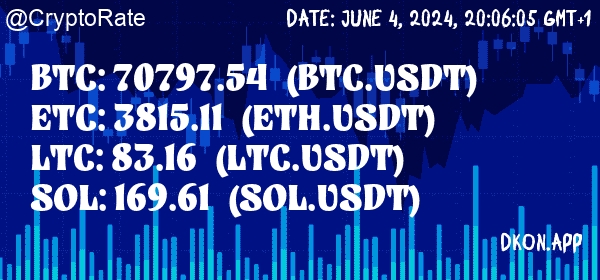 @CryptoRate
DATE: JUNE 4, 2024, 20:06:05 GMT+1
BTC: 70797.54 (BTC.USDT)
ETC: 3815.11 (ETH.USDT)
LTC: 83.16 (LTC.USDT)
SOL: 169.61 (SOL.USDT)
DKON.APP